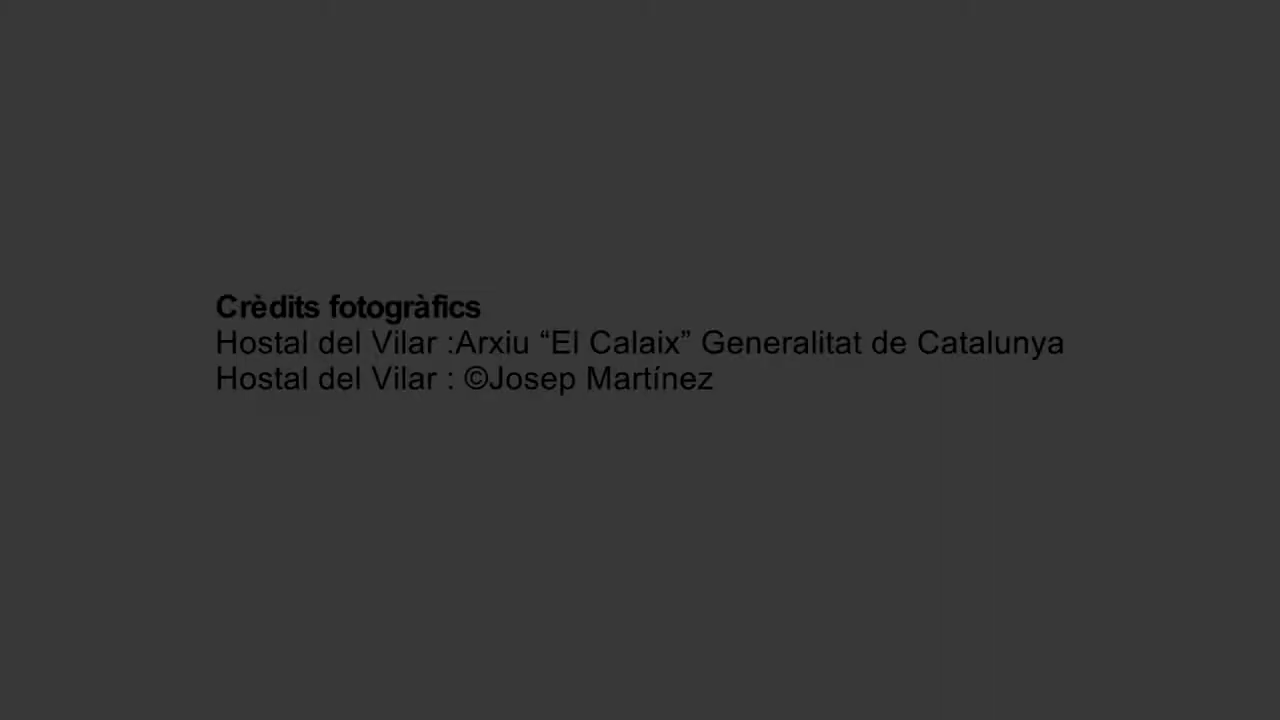 Crèdits fotogràfics
Hostal del Vilar :Arxiu “El Calaix” Generalitat de Catalunya
Hostal del Vilar : ©Josep Martínez